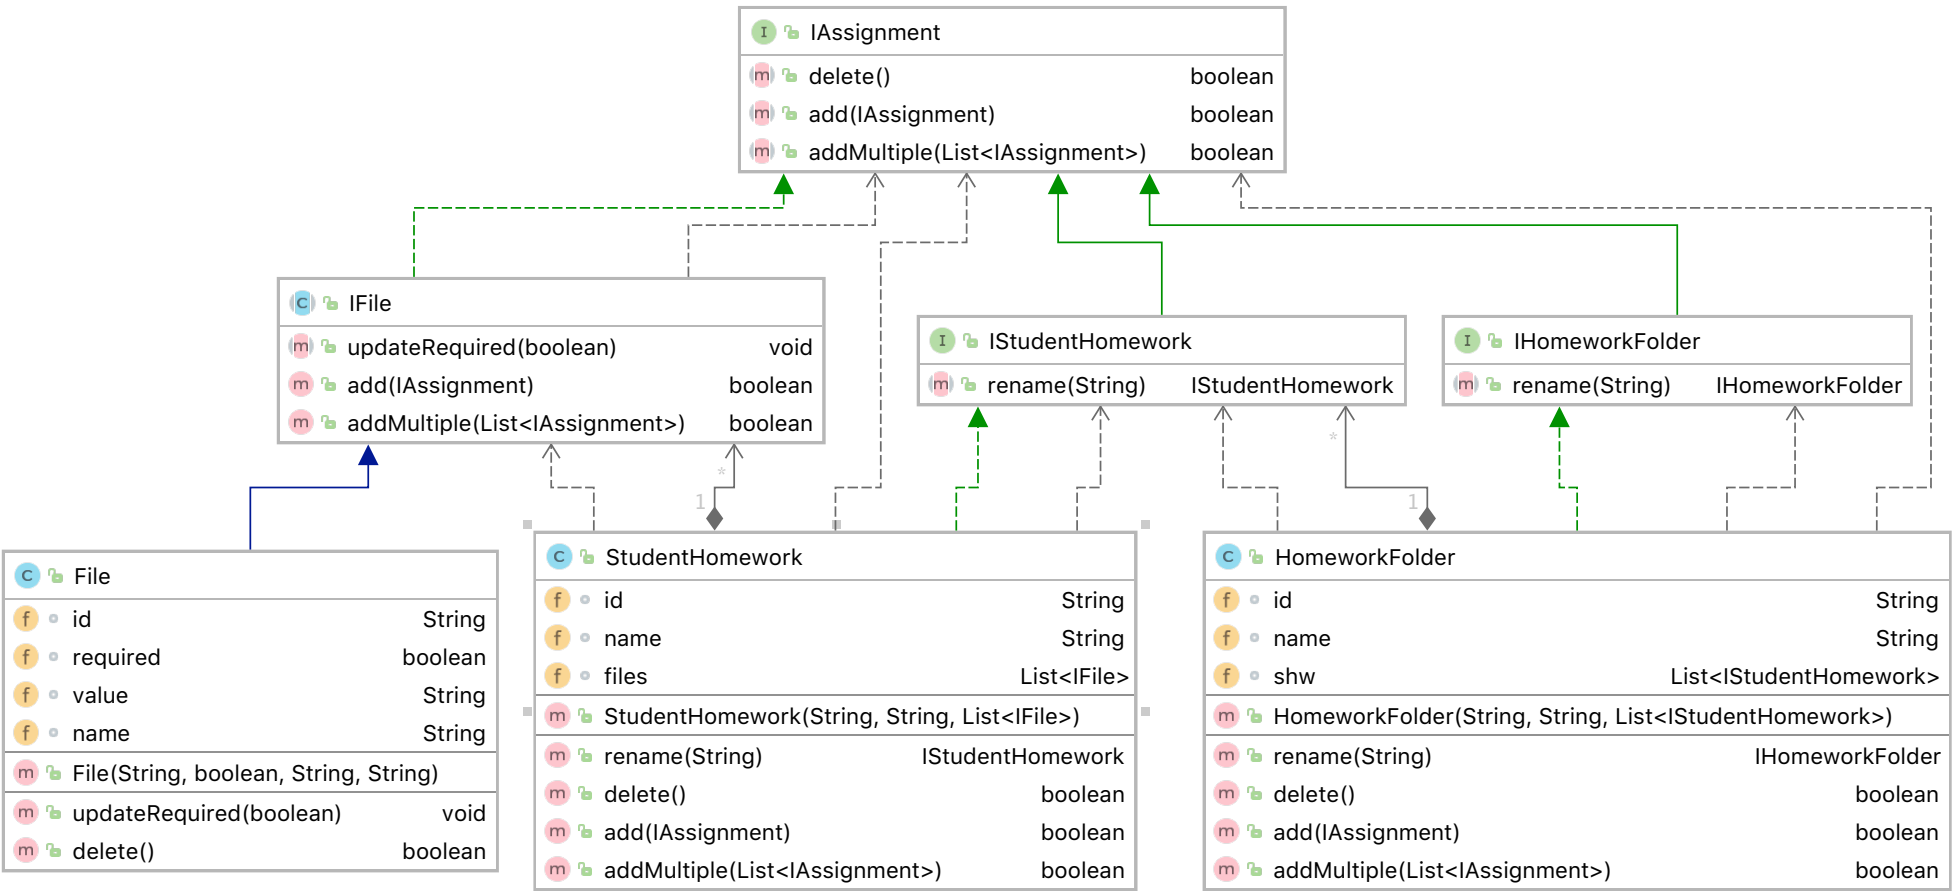 I IAssignment
m delete() boolean
m add(IAssignment) boolean
m addMultiple(List<IAssignment>) boolean
C IFile
m updateRequired(boolean) void
m add(IAssignment) boolean
m addMultiple(List<IAssignment>) boolean
I IStudentHomework
m rename(String) IStudentHomework
I IHomeworkFolder
m rename(String) IHomeworkFolder
*
1
*
1
C File
f id String
f required boolean
f value String
f name String
m File(String, boolean, String, String)
m updateRequired(boolean) void
m delete() boolean
C StudentHomework
f id String
f name String
f files List<IFile>
m StudentHomework(String, String, List<IFile>)
m rename(String) IStudentHomework
m delete() boolean
m add(IAssignment) boolean
m addMultiple(List<IAssignment>) boolean
C HomeworkFolder
f id String
f name String
f shw List<IStudentHomework>
m HomeworkFolder(String, String, List<IStudentHomework>)
m rename(String) IHomeworkFolder
m delete() boolean
m add(IAssignment) boolean
m addMultiple(List<IAssignment>) boolean